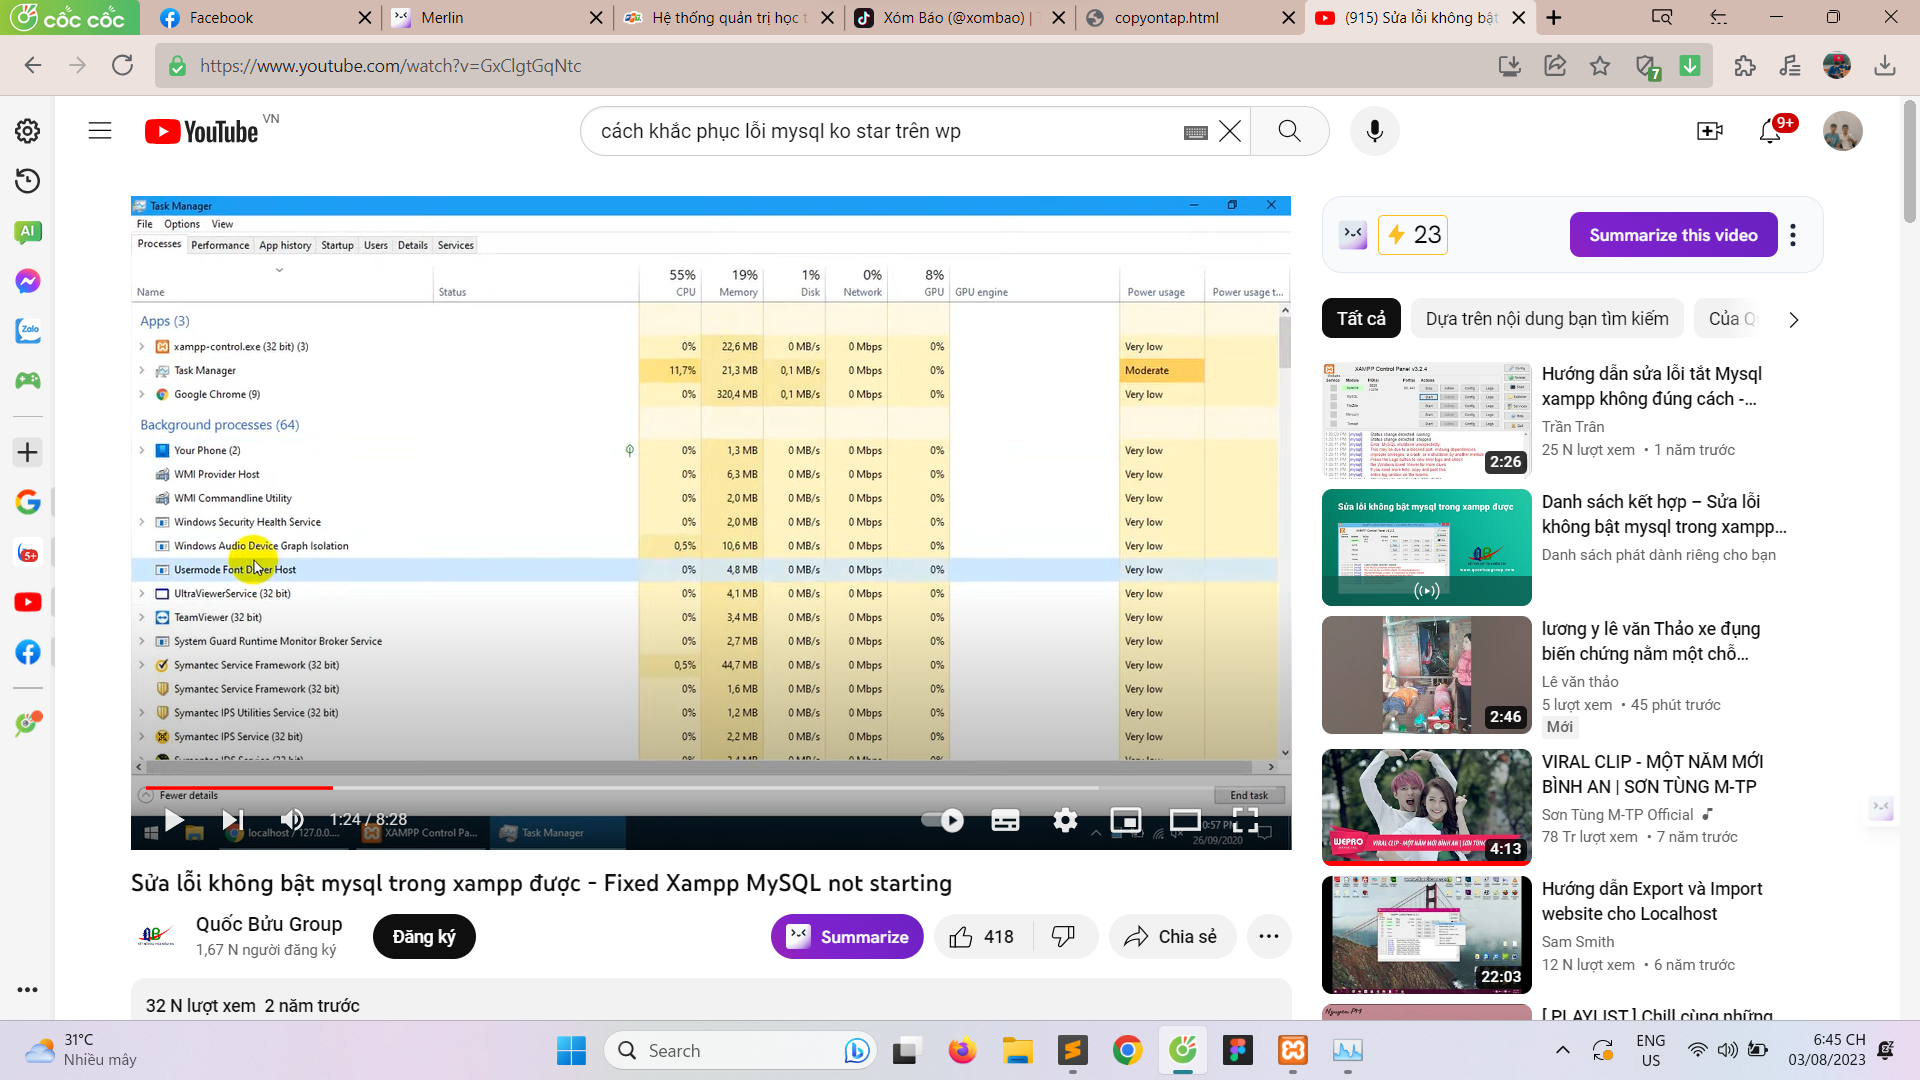 cốc cốc
Facebook
Merlin
Hệ thống quản trị học t
Xóm Báo (@xombao) | T
copyontap.html
(915) Sửa lỗi không bật
https://www.youtube.com/watch?v=GxClgtGqNtc
7
YouTube VN
cách khắc phục lỗi mysql ko star trên wp
9+
AI
Zalo
5+
Task Manager
File Options View
Processes Performance App history Startup Users Details Services
55% 19% 1% 0% 8%
Name Status CPU Memory Disk Network GPU GPU engine Power usage Power usage t...
Apps (3)
xampp-control.exe (32 bit) (3) 0% 22,6 MB 0 MB/s 0 Mbps 0% Very low
Task Manager 11,7% 21,3 MB 0,1 MB/s 0 Mbps 0% Moderate
Google Chrome (9) 0% 320,4 MB 0,1 MB/s 0 Mbps 0% Very low
Background processes (64)
Your Phone (2) 0% 1,3 MB 0 MB/s 0 Mbps 0% Very low
WMI Provider Host 0% 6,3 MB 0 MB/s 0 Mbps 0% Very low
WMI Commandline Utility 0% 2,0 MB 0 MB/s 0 Mbps 0% Very low
Windows Security Health Service 0% 2,0 MB 0 MB/s 0 Mbps 0% Very low
Windows Audio Device Graph Isolation 0,5% 10,6 MB 0 MB/s 0 Mbps 0% Very low
Usermode Font Driver Host 0% 4,8 MB 0 MB/s 0 Mbps 0% Very low
UltraViewerService (32 bit) 0% 4,1 MB 0 MB/s 0 Mbps 0% Very low
TeamViewer (32 bit) 0% 3,4 MB 0 MB/s 0 Mbps 0% Very low
System Guard Runtime Monitor Broker Service 0% 2,7 MB 0 MB/s 0 Mbps 0% Very low
Symantec Service Framework (32 bit) 0,5% 44,7 MB 0 MB/s 0 Mbps 0% Very low
Symantec Service Framework (32 bit) 0% 1,6 MB 0 MB/s 0 Mbps 0% Very low
Symantec IPS Utilities Service (32 bit) 0% 1,2 MB 0 MB/s 0 Mbps 0% Very low
Symantec IPS Service (32 bit) 0% 2,2 MB 0 MB/s 0 Mbps 0% Very low
Fewer details End task
1:24 / 8:28
localhost / 127.0.0.... XAMPP Control Pa... Task Manager
0:57 PM
26/09/2020
Sửa lỗi không bật mysql trong xampp được - Fixed Xampp MySQL not starting
Quốc Bửu Group
1,67 N người đăng ký
Đăng ký
Summarize
418
Chia sẻ
32 N lượt xem 2 năm trước
23
Summarize this video
Tất cả
Dựa trên nội dung bạn tìm kiếm
Của Q
XAMPP Control Panel v3.2.4
2:26
Hướng dẫn sửa lỗi tắt Mysql
xampp không đúng cách -...
Trần Trân
25 N lượt xem • 1 năm trước
Sửa lỗi không bật mysql trong xampp được
Danh sách kết hợp – Sửa lỗi
không bật mysql trong xampp...
Danh sách phát dành riêng cho bạn
2:46
lương y lê văn Thảo xe đụng
biến chứng nằm một chỗ...
Lê văn thảo
5 lượt xem • 45 phút trước
Mới
WEPRO
VIRAL CLIP - MỘT NĂM MỚI BÌNH AN | SƠN TÙNG
4:13
VIRAL CLIP - MỘT NĂM MỚI
BÌNH AN | SƠN TÙNG M-TP
Sơn Tùng M-TP Official
78 Tr lượt xem • 7 năm trước
22:03
Hướng dẫn Export và Import
website cho Localhost
Sam Smith
12 N lượt xem • 6 năm trước
Nguyen PM
[ PLAYLIST ] Chill cùng những
31°C
Nhiều mây
Search
ENG
US
6:45 CH
03/08/2023